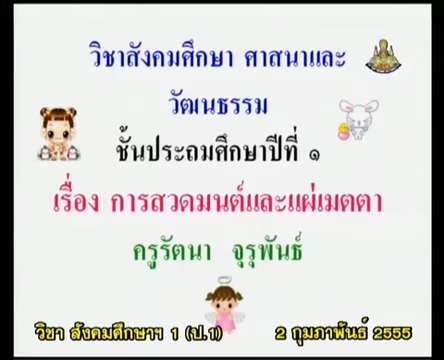 วิชาสังคมศึกษา ศาสนาและ
วัฒนธรรม
ชั้นประถมศึกษาปีที่ ๑
เรื่อง การสวดมนต์และแผ่เมตตา
ครูรัตนา จุรุพันธ์
วิชา สังคมศึกษาฯ 1 (ป.1)
2 กุมภาพันธ์ 2555